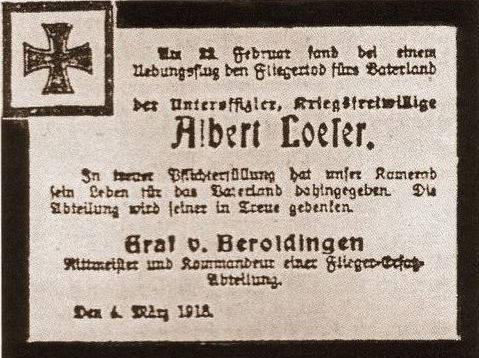 Am 22. Februar fand bei einem
Uebungsflug den Fliegertod fürs Vaterland
der Unteroffizier, Kriegsfreiwillige
Albert Loeser.
In treuer Pflichterfüllung hat unser Kamerad
sein Leben für das Vaterland dahingegeben. Die
Abteilung wird seiner in Treue gedenken.
Graf v. Beroldingen
Rittmeister und Kommandeur einer Flieger-Ersatz-
Abteilung.
Den 4. März 1918.